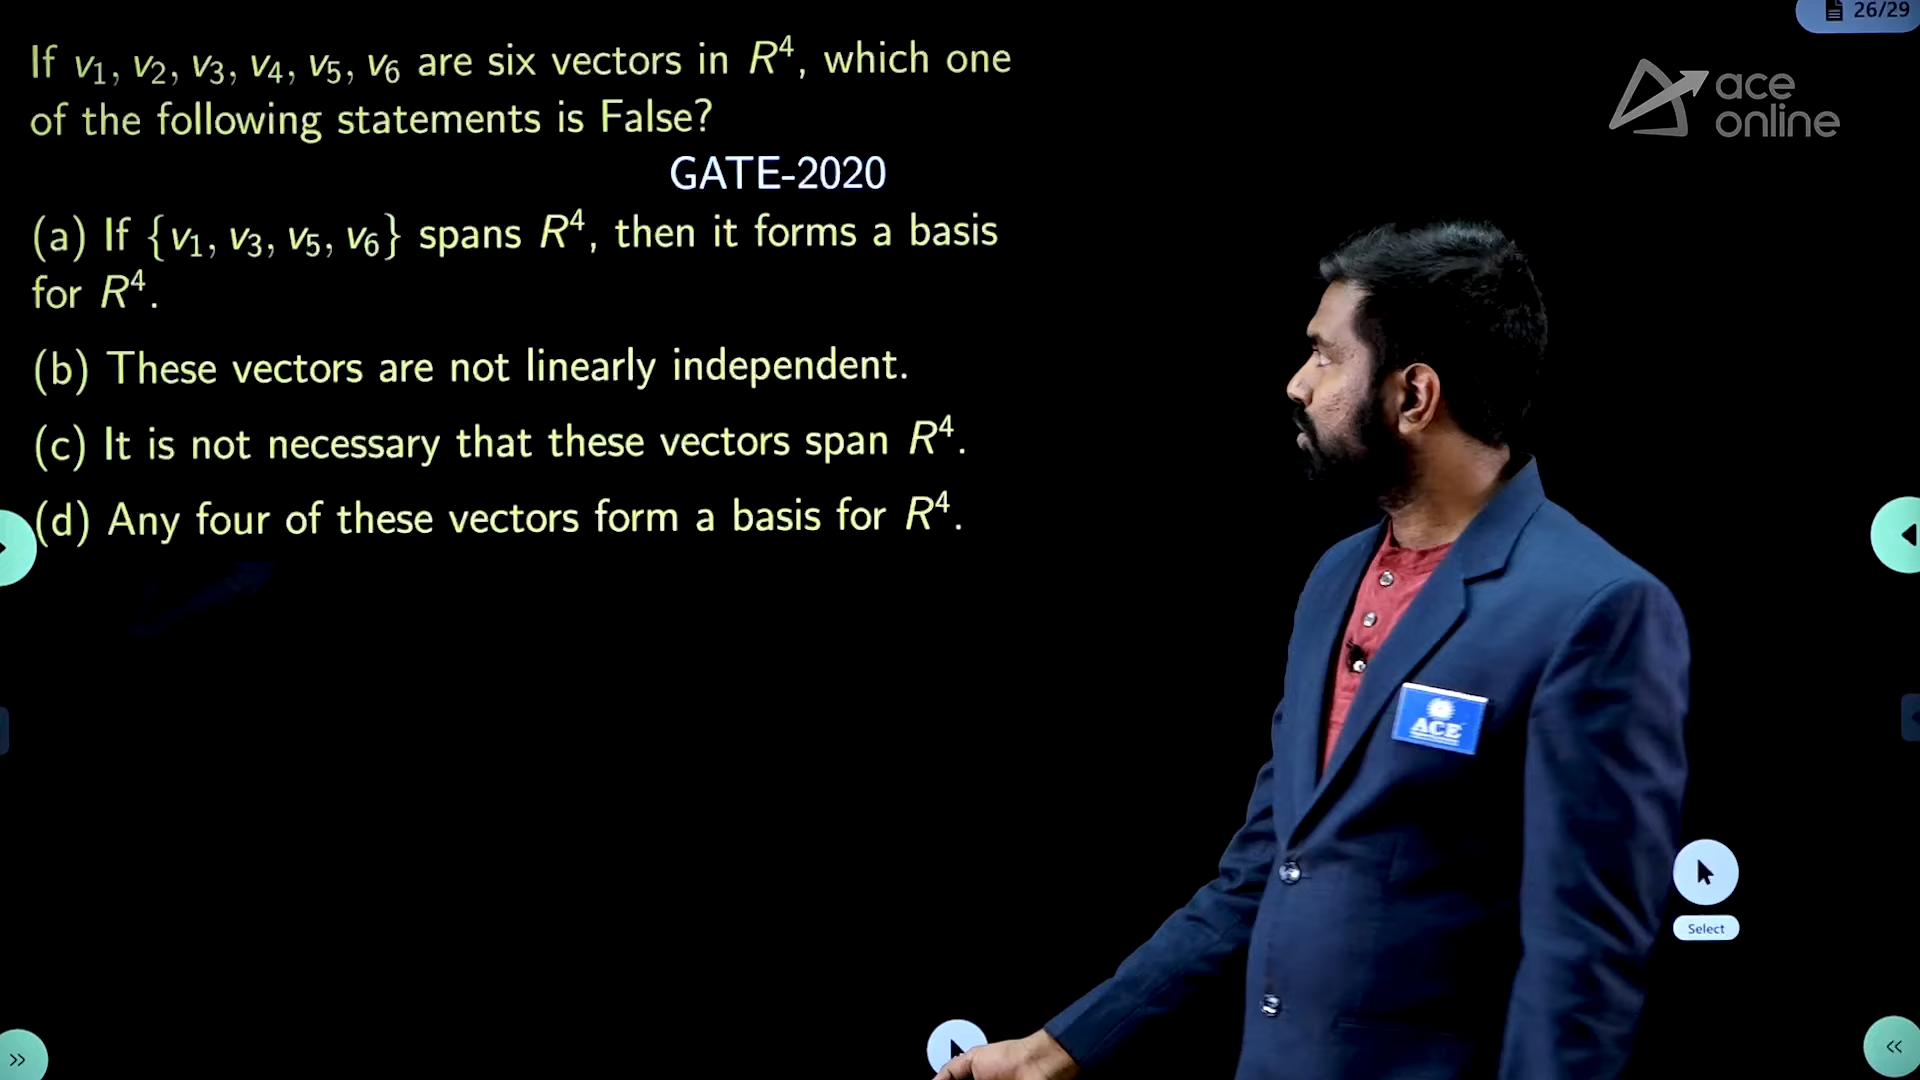 26/29
If v₁, v₂, v₃, v₄, v₅, v₆ are six vectors in R⁴, which one
of the following statements is False?
GATE-2020
(a) If {v₁, v₃, v₅, v₆} spans R⁴, then it forms a basis
for R⁴.
(b) These vectors are not linearly independent.
(c) It is not necessary that these vectors span R⁴.
(d) Any four of these vectors form a basis for R⁴.
ace
online
ACE
Select